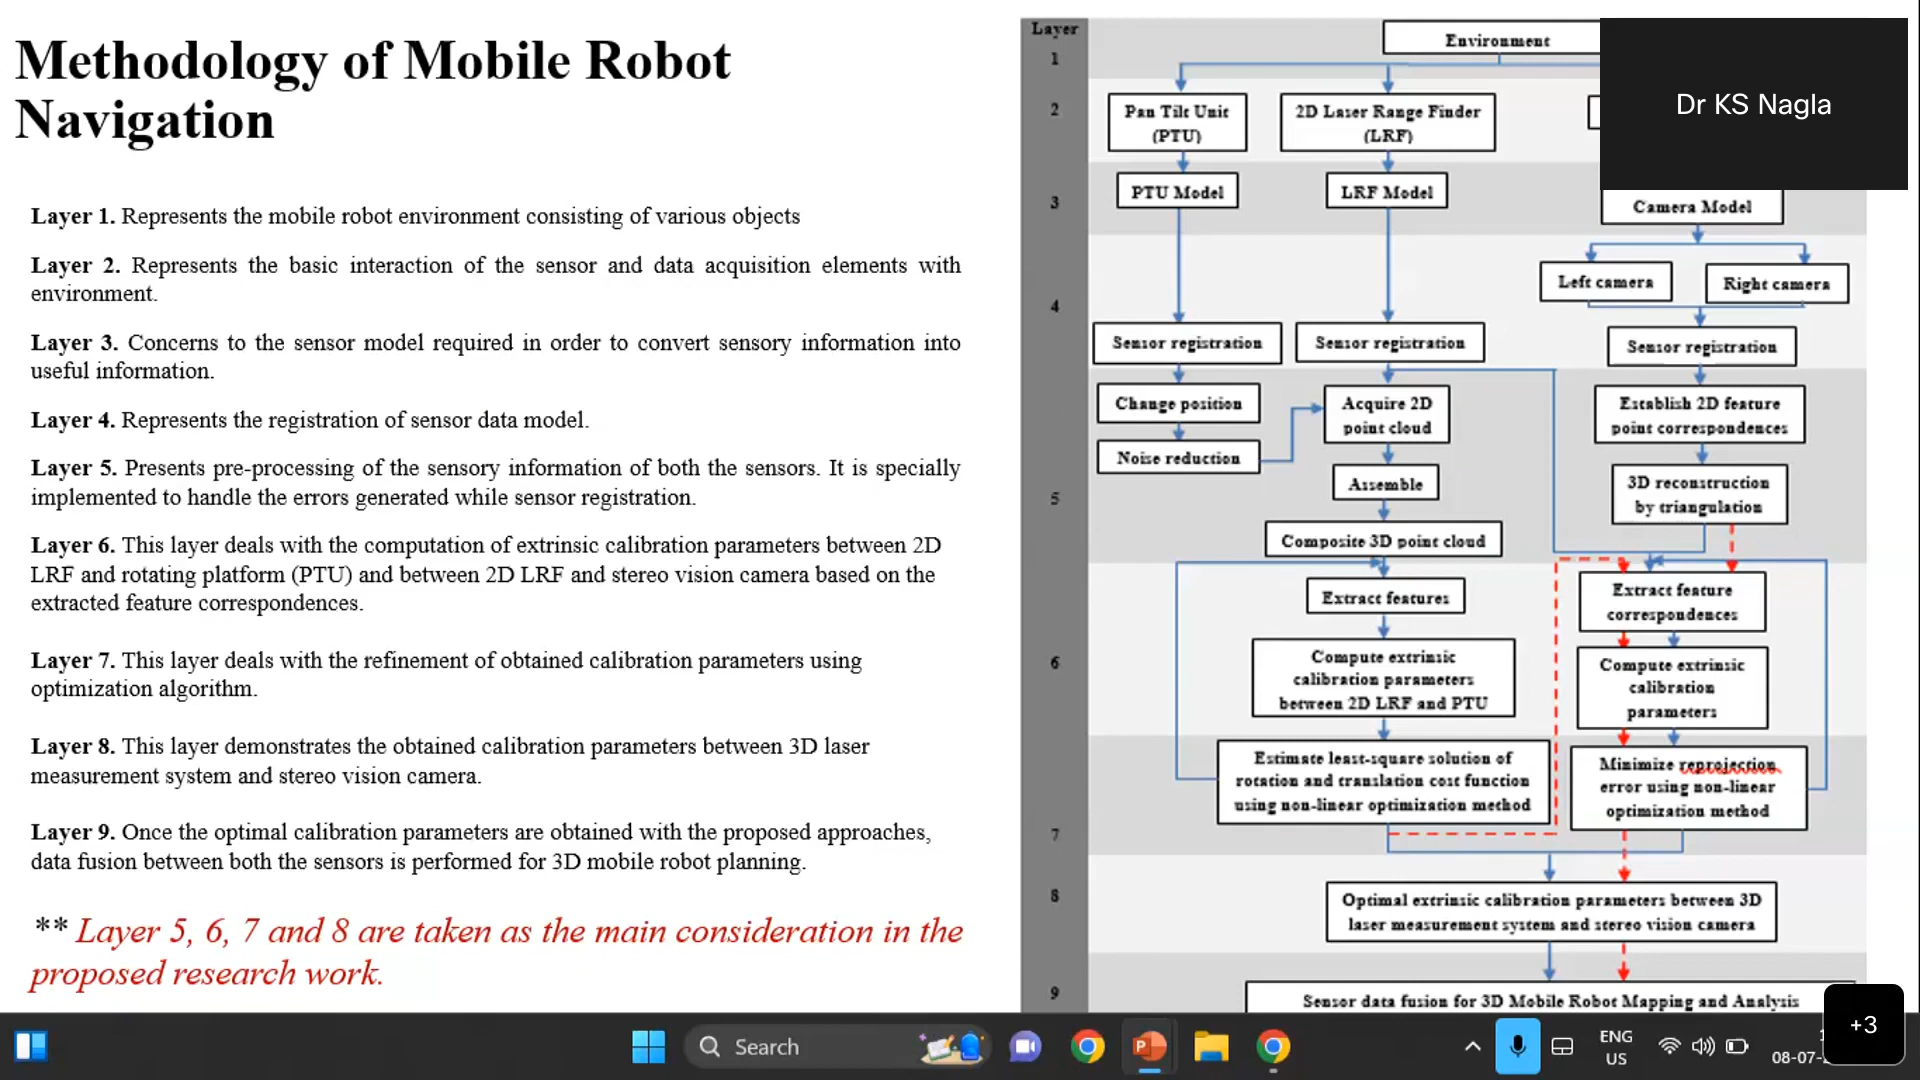 Methodology of Mobile Robot
Navigation
Layer 1. Represents the mobile robot environment consisting of various objects
Layer 2. Represents the basic interaction of the sensor and data acquisition elements with
environment.
Layer 3. Concerns to the sensor model required in order to convert sensory information into
useful information.
Layer 4. Represents the registration of sensor data model.
Layer 5. Presents pre-processing of the sensory information of both the sensors. It is specially
implemented to handle the errors generated while sensor registration.
Layer 6. This layer deals with the computation of extrinsic calibration parameters between 2D
LRF and rotating platform (PTU) and between 2D LRF and stereo vision camera based on the
extracted feature correspondences.
Layer 7. This layer deals with the refinement of obtained calibration parameters using
optimization algorithm.
Layer 8. This layer demonstrates the obtained calibration parameters between 3D laser
measurement system and stereo vision camera.
Layer 9. Once the optimal calibration parameters are obtained with the proposed approaches,
data fusion between both the sensors is performed for 3D mobile robot planning.
** Layer 5, 6, 7 and 8 are taken as the main consideration in the
proposed research work.
Layer
1
2
3
4
5
6
7
8
9
Environment
Pan Tilt Unit
(PTU)
2D Laser Range Finder
(LRF)
Dr KS Nagla
PTU Model
LRF Model
Camera Model
Left camera
Right camera
Sensor registration
Sensor registration
Sensor registration
Change position
Noise reduction
Acquire 2D
point cloud
Assemble
Composite 3D point cloud
Establish 2D feature
point correspondences
3D reconstruction
by triangulation
Extract features
Compute extrinsic
calibration parameters
between 2D LRF and PTU
Extract feature
correspondences
Compute extrinsic
calibration
parameters
Estimate least-square solution of
rotation and translation cost function
using non-linear optimization method
Minimize reprojection
error using non-linear
optimization method
Optimal extrinsic calibration parameters between 3D
laser measurement system and stereo vision camera
Sensor data fusion for 3D Mobile Robot Mapping and Analysis
Search
ENG
US
08-07-
+3